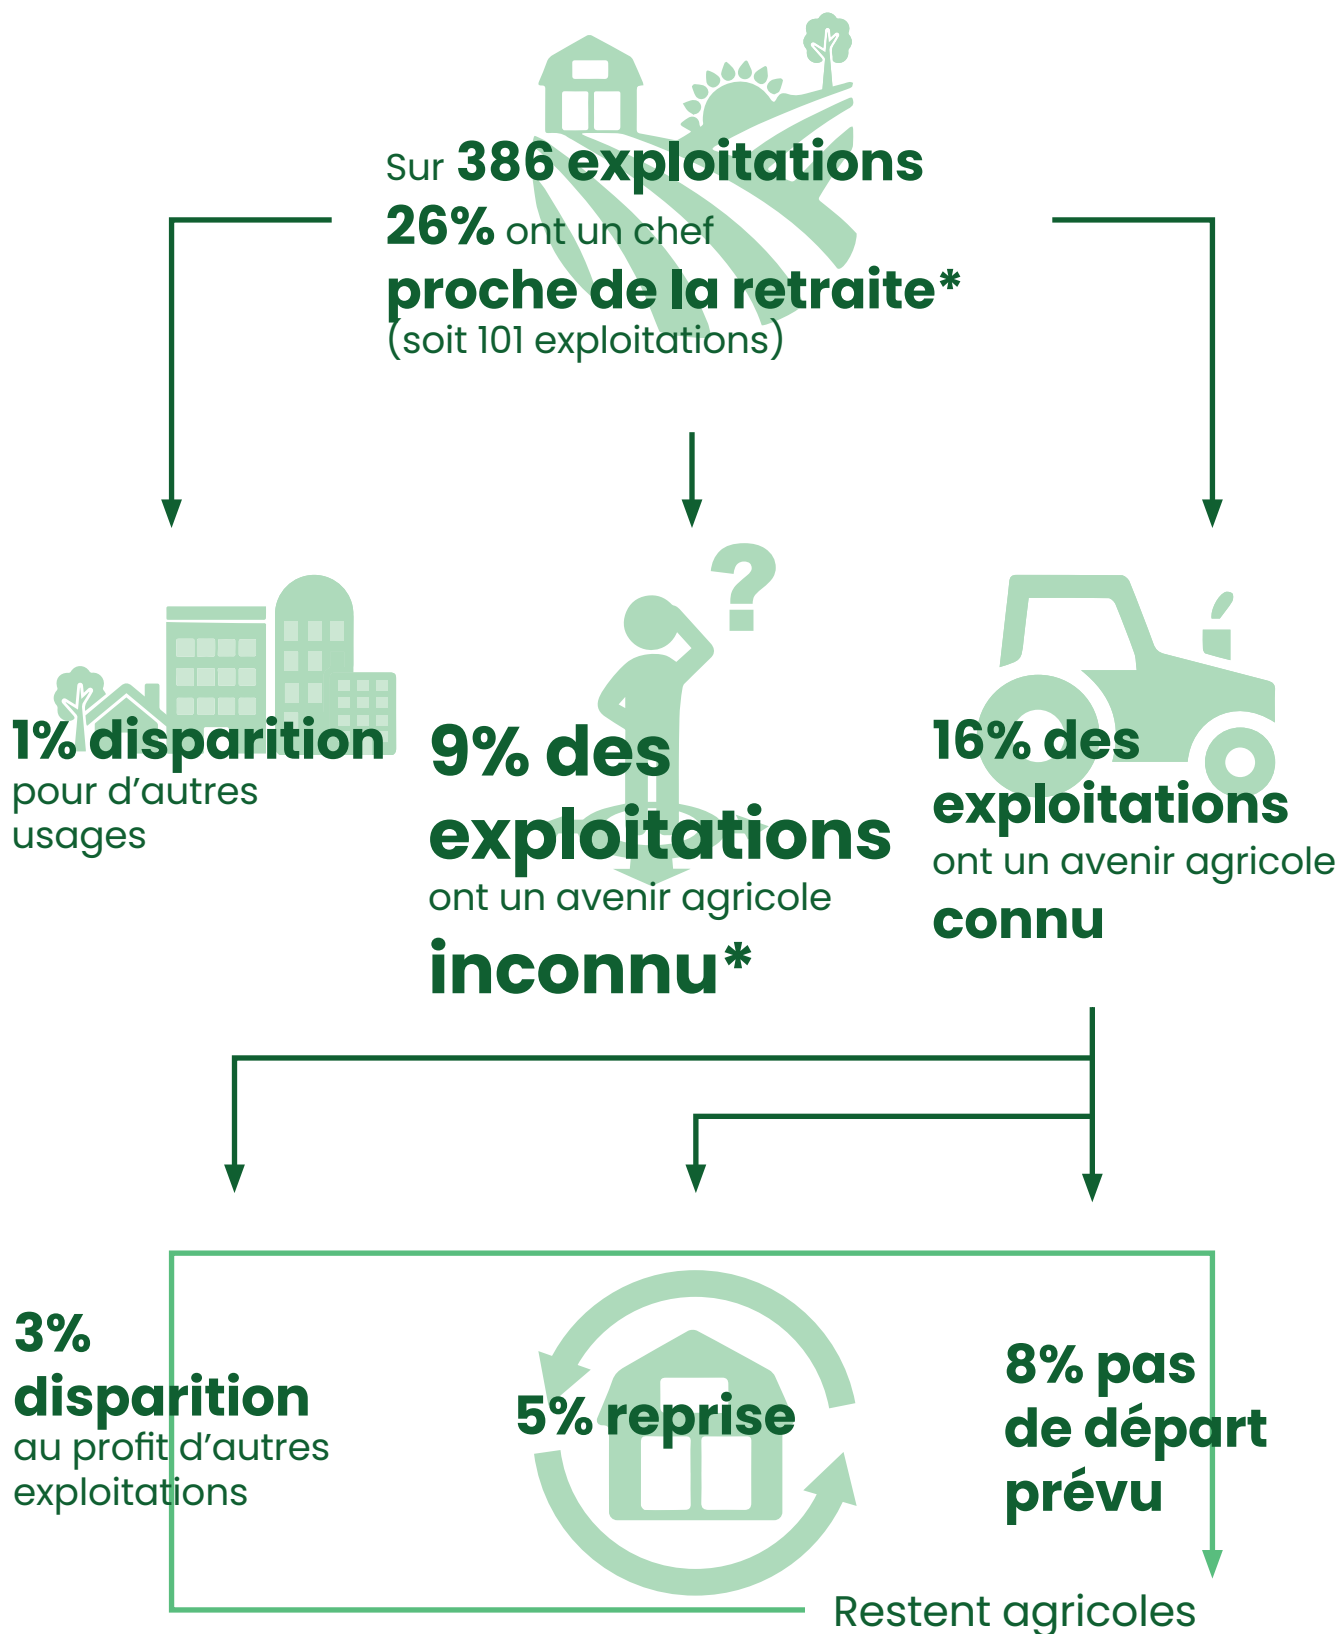 Sur 386 exploitations
26% ont un chef
proche de la retraite*
(soit 101 exploitations)
1% disparition
pour d’autres
usages
?
9% des
exploitations
ont un avenir agricole
inconnu*
16% des
exploitations
ont un avenir agricole
connu
3%
disparition
au profit d’autres
exploitations
5% reprise
8% pas
de départ
prévu
Restent agricoles